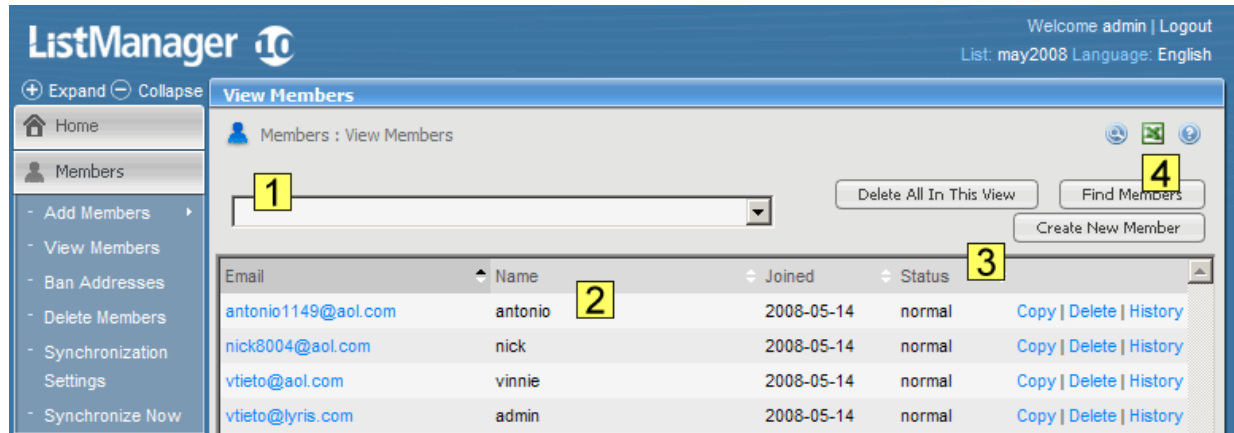 ListManager 10
Welcome admin | Logout
List: may2008 Language: English
Expand Collapse
View Members
Home
Members : View Members
Members
1
4
Delete All In This View
Find Members
- Add Members
Create New Member
- View Members
3
Email
Name
Joined
Status
- Ban Addresses
2
antonio1149@aol.com antonio 2008-05-14 normal Copy | Delete | History
- Delete Members
nick8004@aol.com nick 2008-05-14 normal Copy | Delete | History
- Synchronization
Settings
vtieto@aol.com vinnie 2008-05-14 normal Copy | Delete | History
- Synchronize Now
vtieto@lyris.com admin 2008-05-14 normal Copy | Delete | History